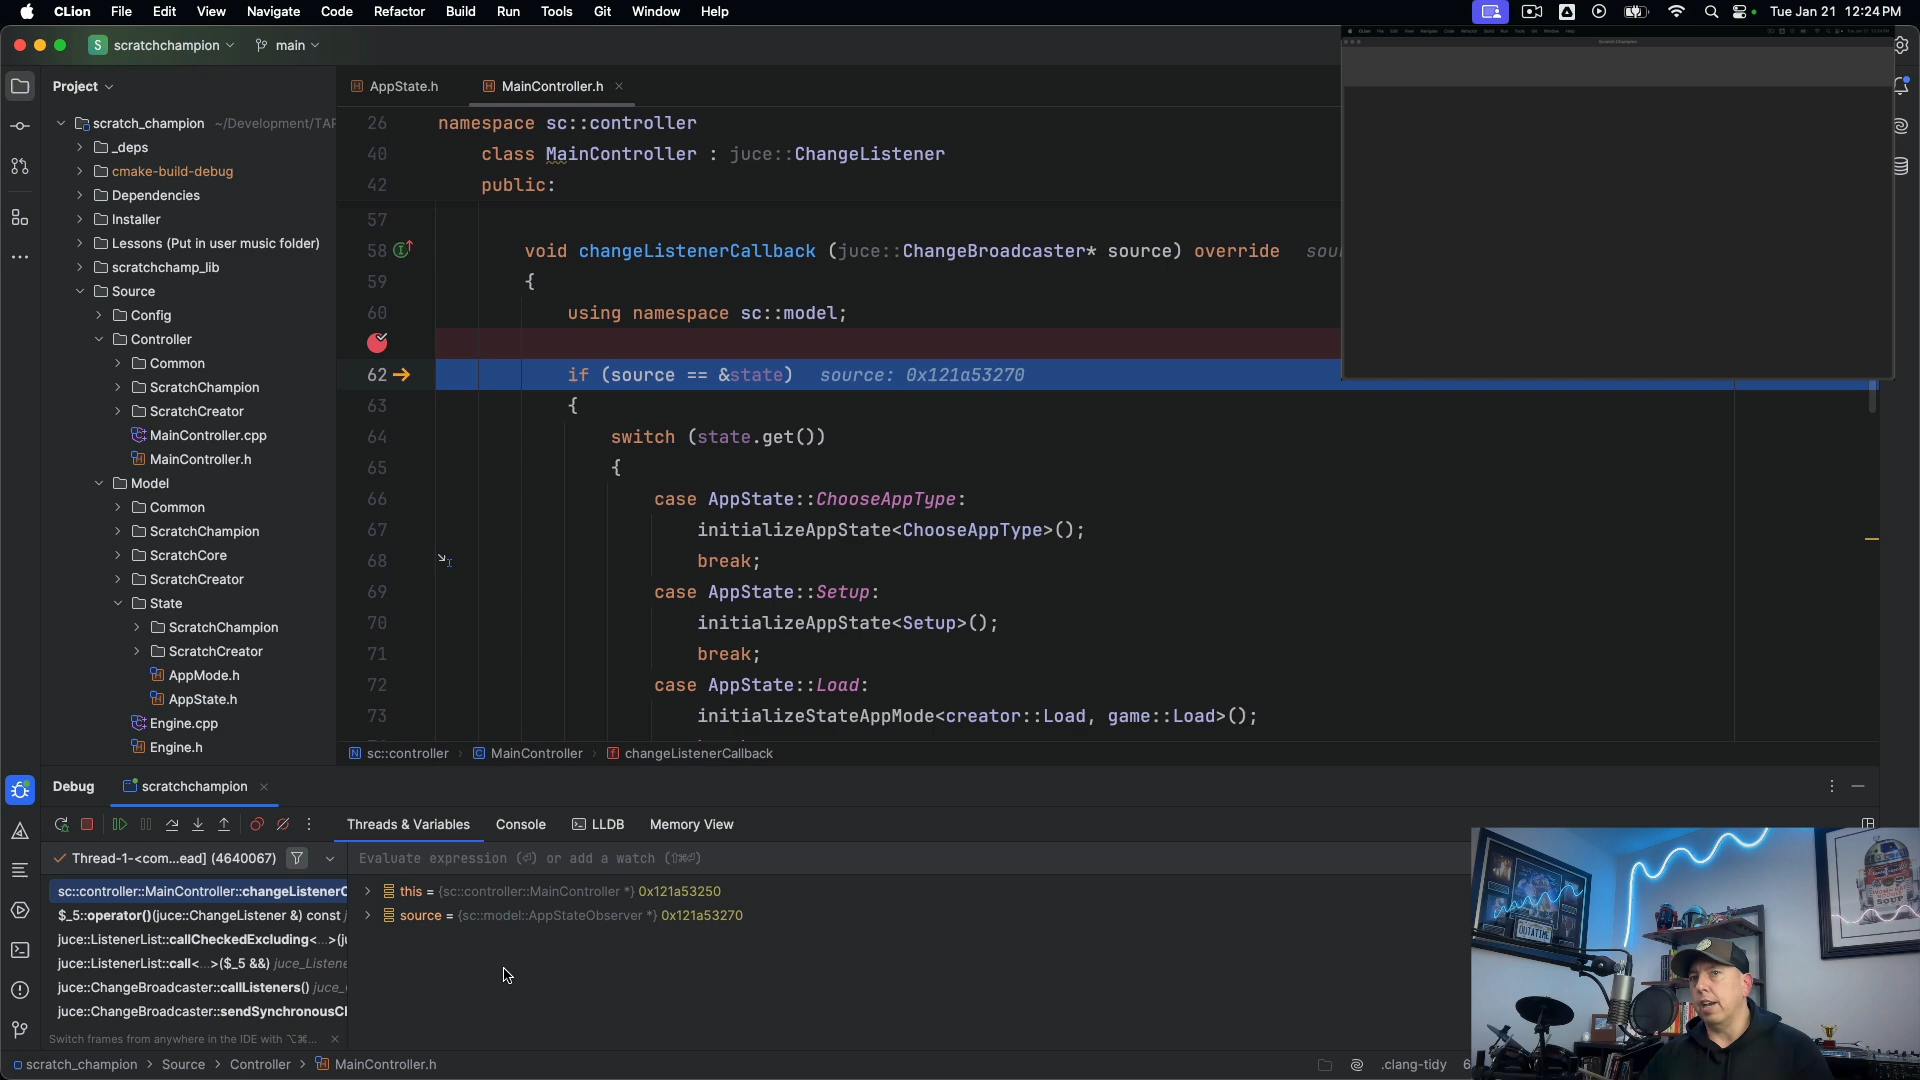 CLion File Edit View Navigate Code Refactor Build Run Tools Git Window Help
Tue Jan 21 12:24 PM
S scratchchampion main
Project
AppState.h MainController.h
scratch_champion ~/Development/TAP
_deps
cmake-build-debug
Dependencies
Installer
Lessons (Put in user music folder)
scratchchamp_lib
Source
Config
Controller
Common
ScratchChampion
ScratchCreator
MainController.cpp
MainController.h
Model
Common
ScratchChampion
ScratchCore
ScratchCreator
State
ScratchChampion
ScratchCreator
AppMode.h
AppState.h
Engine.cpp
Engine.h
26 namespace sc::controller
40 class MainController : juce::ChangeListener
42 public:
57
58 void changeListenerCallback (juce::ChangeBroadcaster* source) override sou
59 {
60 using namespace sc::model;
62 if (source == &state) source: 0x121a53270
63 {
64 switch (state.get())
65 {
66 case AppState::ChooseAppType:
67 initializeAppState<ChooseAppType>();
68 break;
69 case AppState::Setup:
70 initializeAppState<Setup>();
71 break;
72 case AppState::Load:
73 initializeStateAppMode<creator::Load, game::Load>();
sc::controller MainController changeListenerCallback
Debug scratchchampion
Threads & Variables Console LLDB Memory View
Thread-1-<com...ead] (4640067)
Evaluate expression (⏎) or add a watch (⇧⌘⏎)
sc::controller::MainController::changeListenerC
$_5::operator()(juce::ChangeListener &) const j
juce::ListenerList::callCheckedExcluding<...>(ju
juce::ListenerList::call<...>($_5 &&) juce_Listene
juce::ChangeBroadcaster::callListeners() juce_
juce::ChangeBroadcaster::sendSynchronousCh
this = {sc::controller::MainController *} 0x121a53250
source = {sc::model::AppStateObserver *} 0x121a53270
Switch frames from anywhere in the IDE with ⌥⌘...
scratch_champion Source Controller MainController.h
.clang-tidy 6
OUTATIME
SOUP